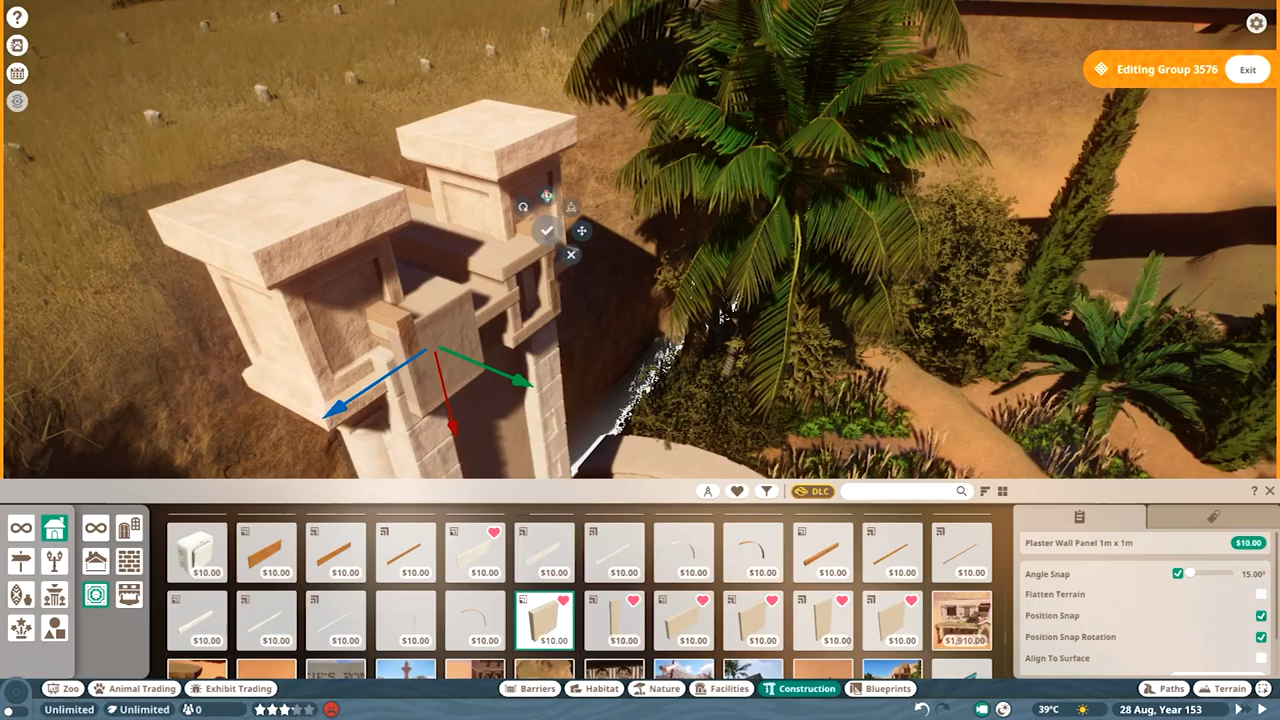 ?
Editing Group 3576
Exit
DLC
? ×
$10.00 $10.00 $10.00 $10.00 $10.00 $10.00 $10.00 $10.00 $10.00 $10.00 $10.00 $10.00
$10.00 $10.00 $10.00 $10.00 $10.00 $10.00 $10.00 $10.00 $10.00 $10.00 $10.00 $1,910.00
Plaster Wall Panel 1m x 1m $10.00
Angle Snap 15.00°
Flatten Terrain
Position Snap
Position Snap Rotation
Align To Surface
Zoo Animal Trading Exhibit Trading Barriers Habitat Nature Facilities Construction Blueprints Paths Terrain
Unlimited Unlimited 0 39°C 28 Aug, Year 153